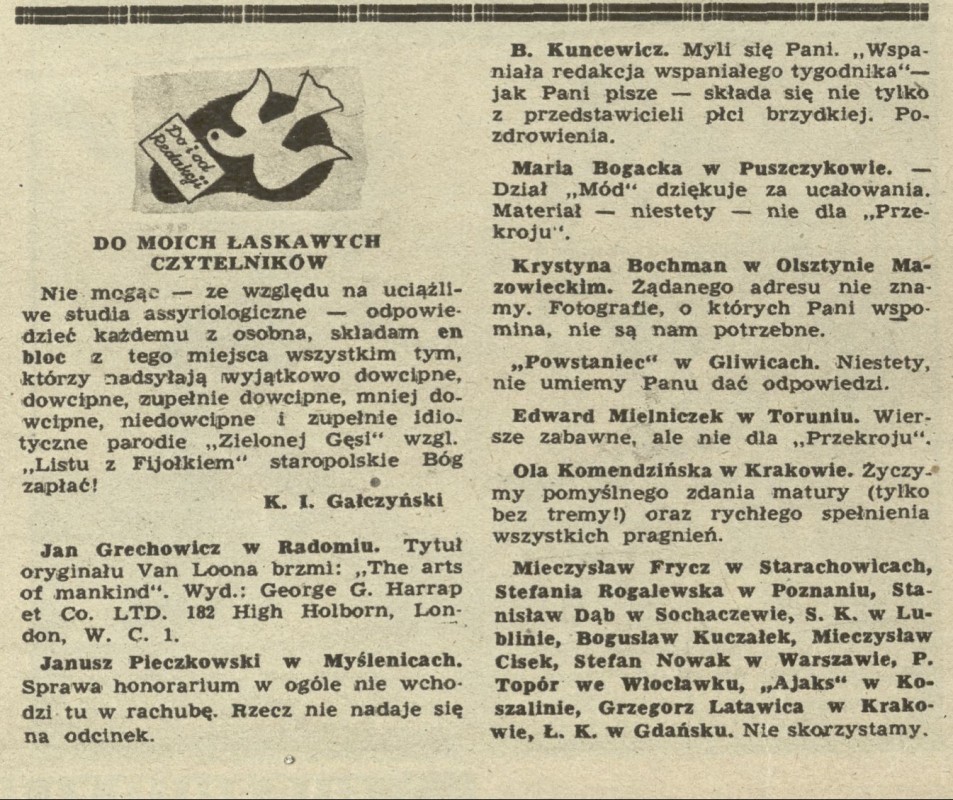 Do i od
Redakcji
DO MOICH ŁASKAWYCH
CZYTELNIKÓW
Nie mogąc — ze względu na uciążli-
we studia assyriologiczne — odpowie-
dzieć każdemu z osobna, składam en
bloc z tego miejsca wszystkim tym,
którzy nadsyłają wyjątkowo dowcipne,
dowcipne, zupełnie dowcipne, mniej do-
wcipne, niedowcipne i zupełnie idio-
tyczne parodie „Zielonej Gęsi“ wzgl.
„Listu z Fijołkiem“ staropolskie Bóg
zapłać!
K. I. Gałczyński
Jan Grechowicz w Radomiu. Tytuł
oryginału Van Loona brzmi: „The arts
of mankind“. Wyd.: George G. Harrap
et Co. LTD. 182 High Holborn, Lon-
don, W. C. 1.
Janusz Pieczkowski w Myślenicach.
Sprawa honorarium w ogóle nie wcho-
dzi tu w rachubę. Rzecz nie nadaje się
na odcinek.
B. Kuncewicz. Myli się Pani. „Wspa-
niała redakcja wspaniałego tygodnika“—
jak Pani pisze — składa się nie tylko
z przedstawicieli płci brzydkiej. Po-
zdrowienia.
Maria Bogacka w Puszczykowie. —
Dział „Mód“ dziękuje za ucałowania.
Materiał — niestety — nie dla „Prze-
kroju“.
Krystyna Bochman w Olsztynie Ma-
zowieckim. Żądanego adresu nie zna-
my. Fotografie, o których Pani wspo-
mina, nie są nam potrzebne.
„Powstaniec“ w Gliwicach. Niestety,
nie umiemy Panu dać odpowiedzi.
Edward Mielniczek w Toruniu. Wier-
sze zabawne, ale nie dla „Przekroju“.
Ola Komendzińska w Krakowie. Życzy-
my pomyślnego zdania matury (tylko
bez tremy!) oraz rychłego spełnienia
wszystkich pragnień.
Mieczysław Frycz w Starachowicach,
Stefania Rogalewska w Poznaniu, Sta-
nisław Dąb w Sochaczewie, S. K. w Lu-
blinie, Bogusław Kuczałek, Mieczysław
Cisek, Stefan Nowak w Warszawie, P.
Topór we Włocławku, „Ajaks“ w Ko-
szalinie, Grzegorz Latawica w Krako-
wie, Ł. K. w Gdańsku. Nie skorzystamy.